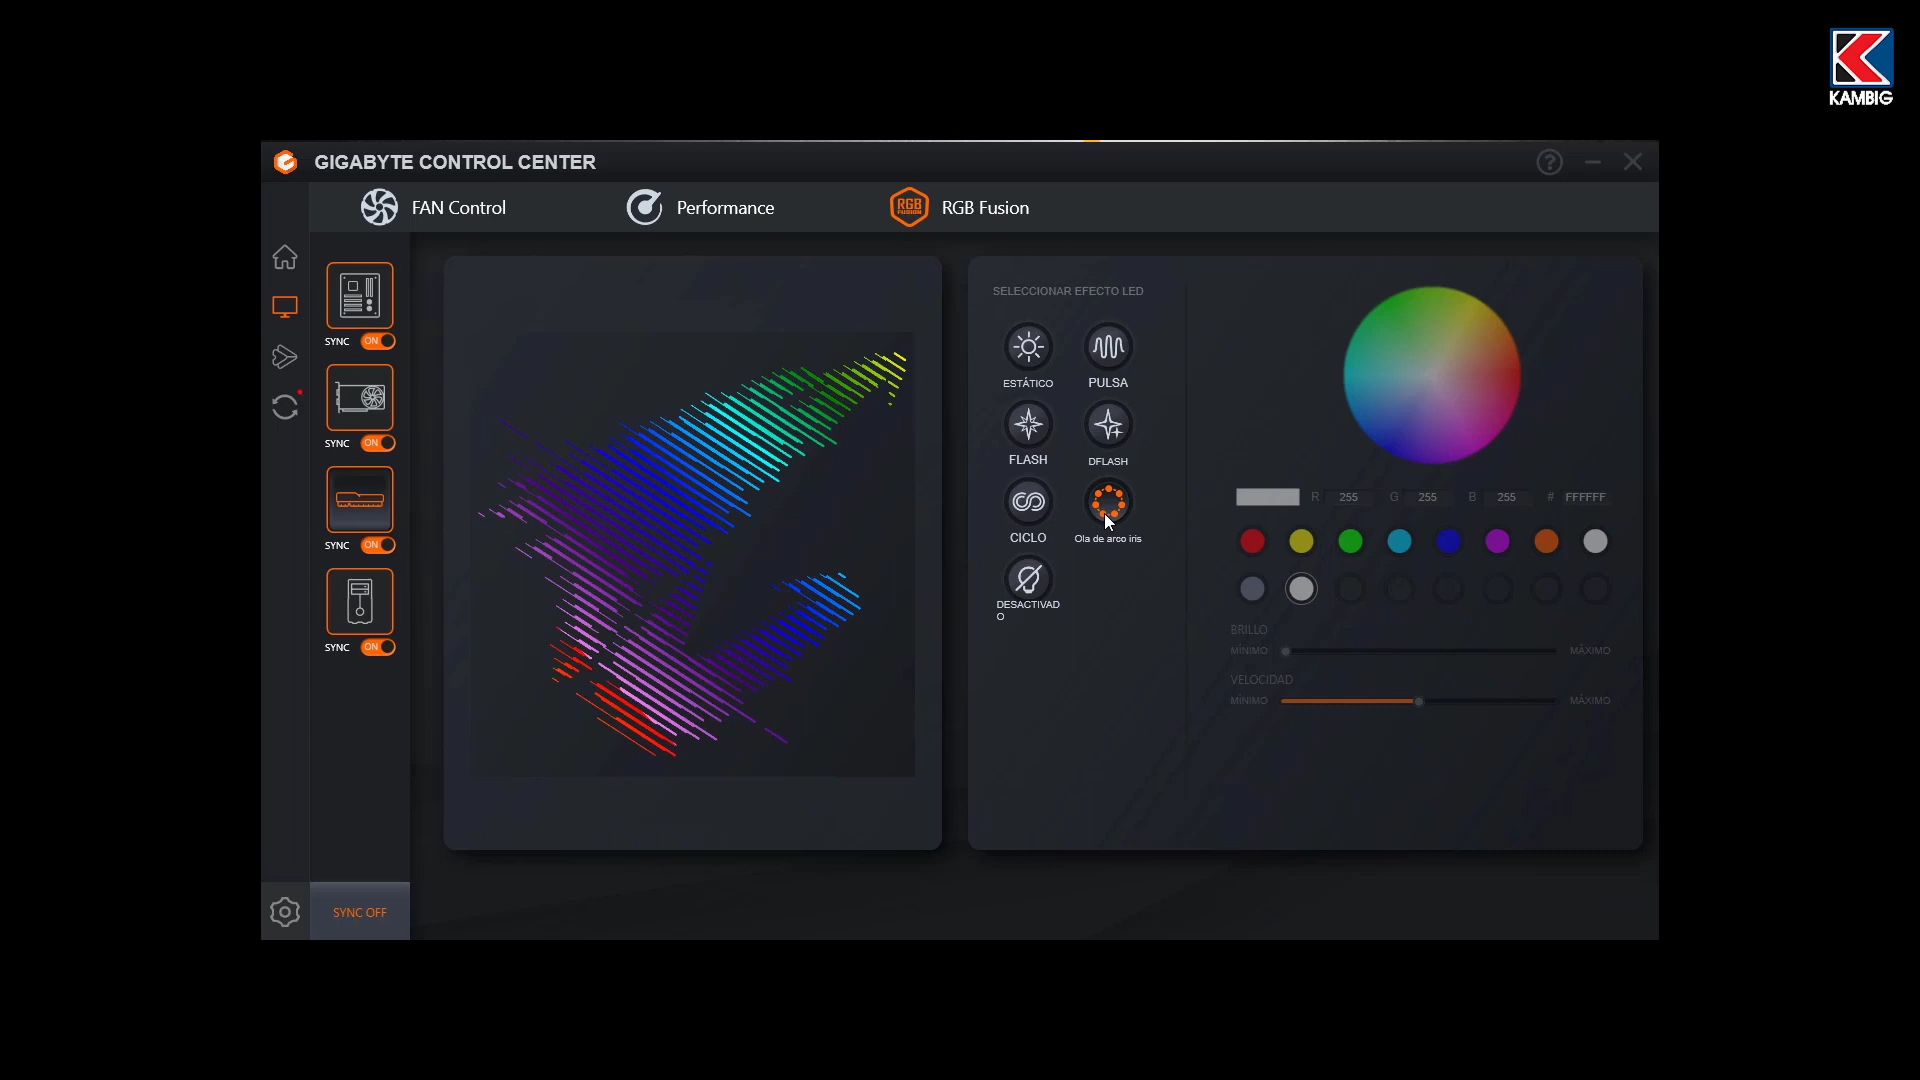 KAMBIG
GIGABYTE CONTROL CENTER
FAN Control
Performance
RGB FUSION
RGB Fusion
SELECCIONAR EFECTO LED
ESTÁTICO
PULSA
FLASH
DFLASH
CICLO
Ola de arco iris
DESACTIVAD
O
SYNC ON
SYNC ON
SYNC ON
SYNC ON
R 255 G 255 B 255 # FFFFFF
BRILLO
MÍNIMO MÁXIMO
VELOCIDAD
MÍNIMO MÁXIMO
SYNC OFF